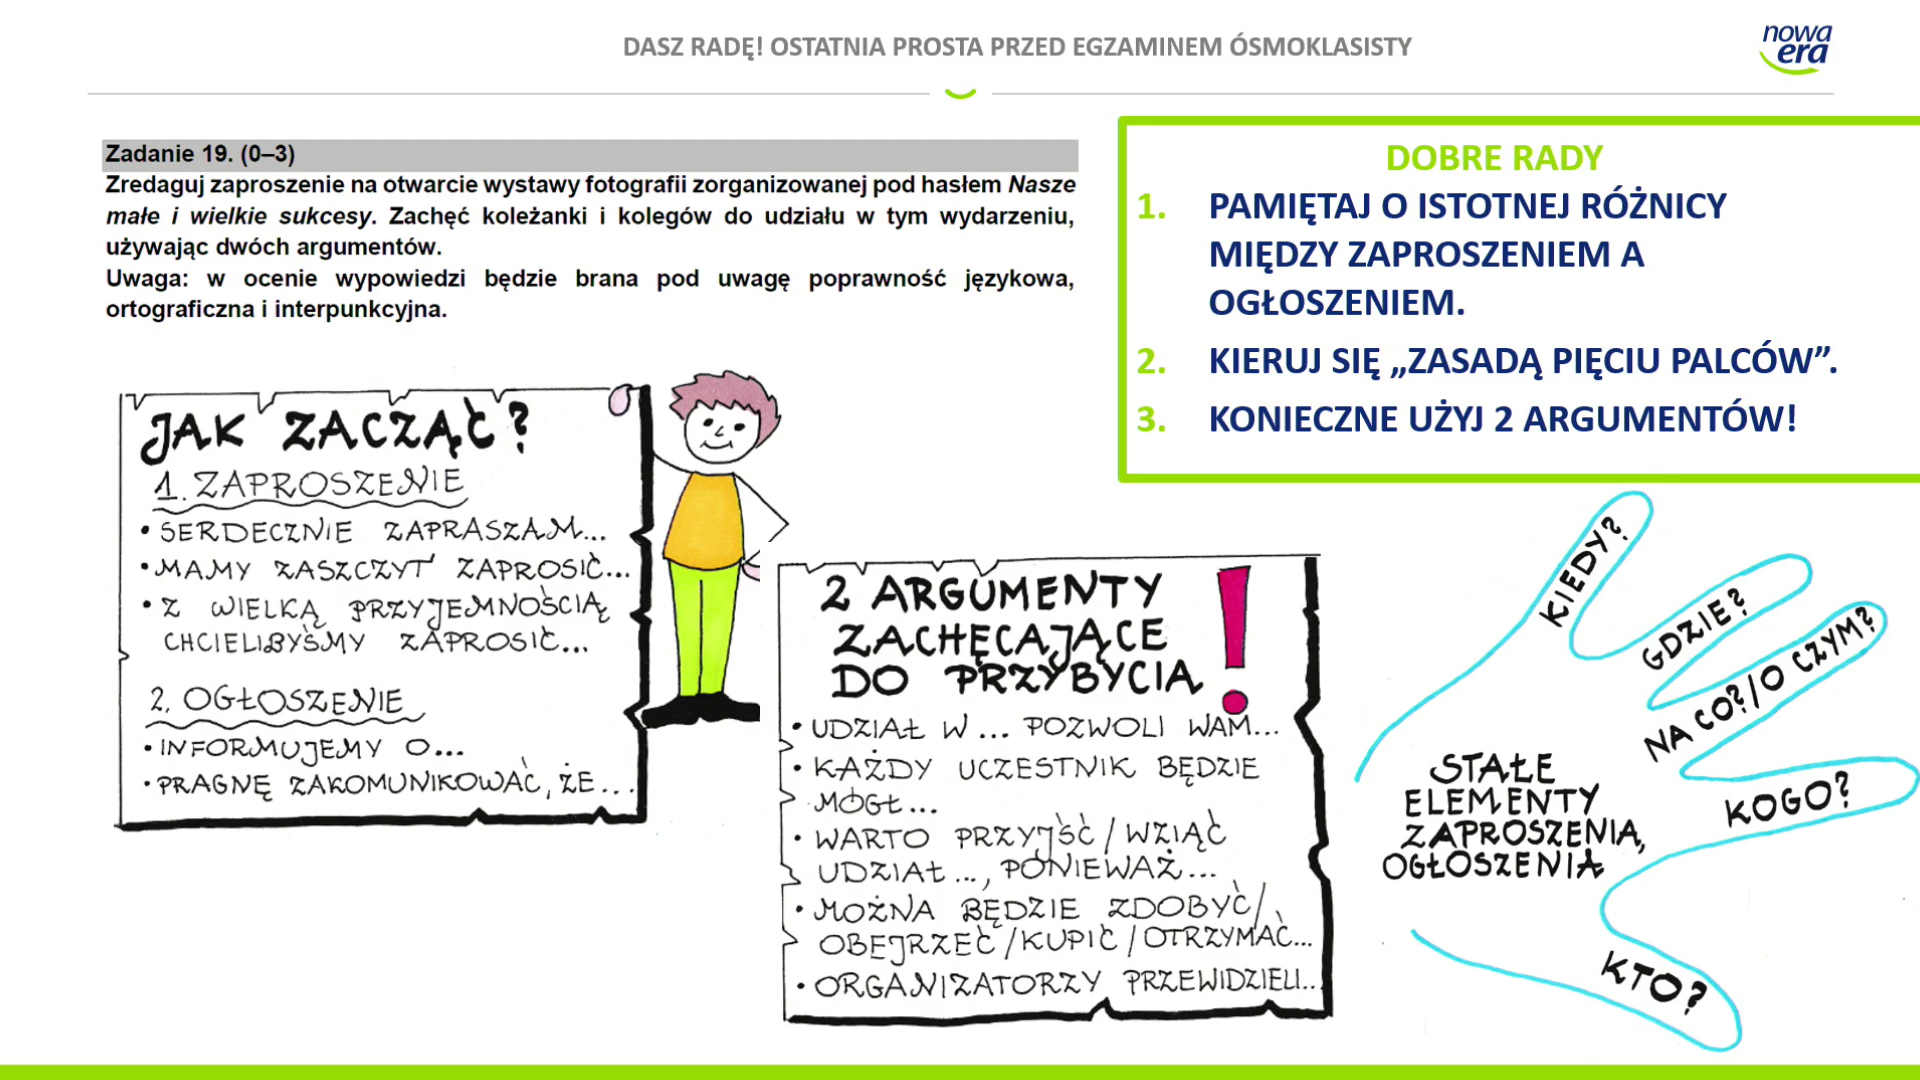 DASZ RADĘ! OSTATNIA PROSTA PRZED EGZAMINEM ÓSMOKLASISTY
nowa
era
Zadanie 19. (0–3)
Zredaguj zaproszenie na otwarcie wystawy fotografii zorganizowanej pod hasłem Nasze
małe i wielkie sukcesy. Zachęć koleżanki i kolegów do udziału w tym wydarzeniu,
używając dwóch argumentów.
Uwaga: w ocenie wypowiedzi będzie brana pod uwagę poprawność językowa,
ortograficzna i interpunkcyjna.
DOBRE RADY
1. PAMIĘTAJ O ISTOTNEJ RÓŻNICY
MIĘDZY ZAPROSZENIEM A
OGŁOSZENIEM.
2. KIERUJ SIĘ „ZASADĄ PIĘCIU PALCÓW”.
3. KONIECZNE UŻYJ 2 ARGUMENTÓW!
JAK ZACZĄĆ?
1. ZAPROSZENIE
• SERDECZNIE ZAPRASZAM...
• MAMY ZASZCZYT ZAPROSIĆ...
• Z WIELKĄ PRZYJEMNOŚCIĄ
CHCIELIBYŚMY ZAPROSIĆ...
2. OGŁOSZENIE
• INFORMUJEMY O...
• PRAGNĘ ZAKOMUNIKOWAĆ, ŻE...
2 ARGUMENTY
ZACHĘCAJĄCE
DO PRZYBYCIA !
• UDZIAŁ W ... POZWOLI WAM...
• KAŻDY UCZESTNIK BĘDZIE
MÓGŁ...
• WARTO PRZYJŚĆ / WZIĄĆ
UDZIAŁ ..., PONIEWAŻ...
• MOŻNA BĘDZIE ZDOBYĆ/
OBEJRZEĆ /KUPIĆ / OTRZYMAĆ...
• ORGANIZATORZY PRZEWIDZIELI...
KIEDY?
GDZIE?
NA CO?/O CZYM?
KOGO?
KTO?
STAŁE
ELEMENTY
ZAPROSZENIA,
OGŁOSZENIA